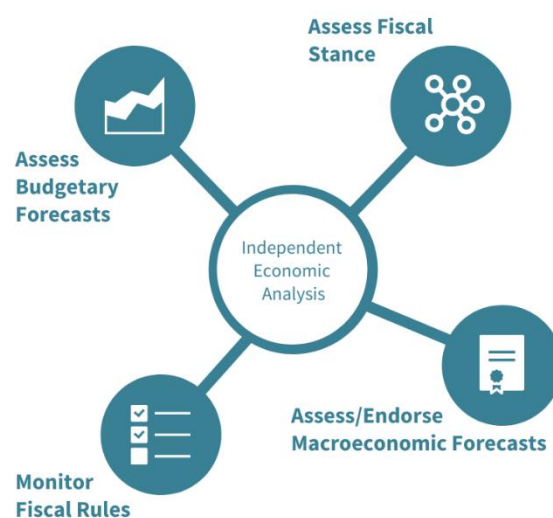 Assess Fiscal
Stance
Assess
Budgetary
Forecasts
Independent
Economic
Analysis
Assess/Endorse
Macroeconomic Forecasts
Monitor
Fiscal Rules